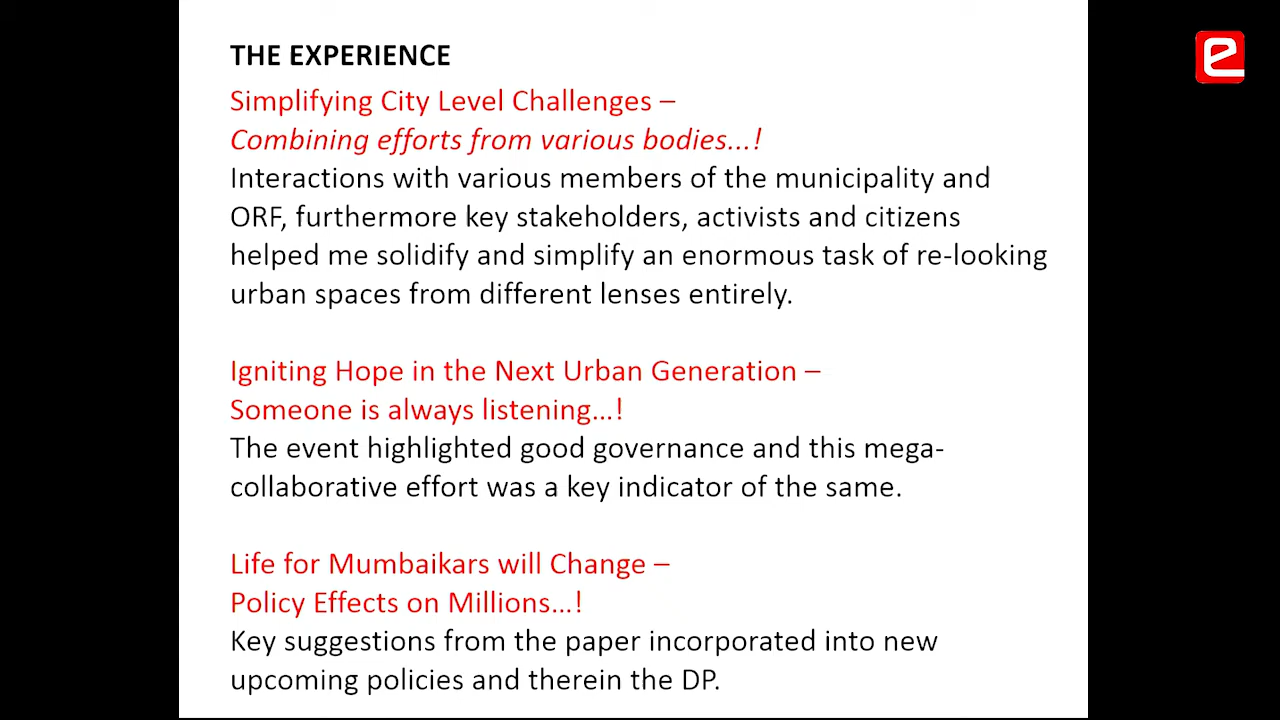 THE EXPERIENCE
Simplifying City Level Challenges –
Combining efforts from various bodies...!
Interactions with various members of the municipality and
ORF, furthermore key stakeholders, activists and citizens
helped me solidify and simplify an enormous task of re-looking
urban spaces from different lenses entirely.
Igniting Hope in the Next Urban Generation –
Someone is always listening...!
The event highlighted good governance and this mega-
collaborative effort was a key indicator of the same.
Life for Mumbaikars will Change –
Policy Effects on Millions...!
Key suggestions from the paper incorporated into new
upcoming policies and therein the DP.
e